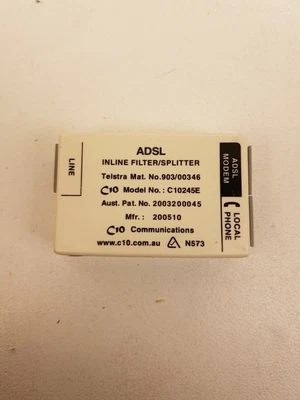 LINE
ADSL
INLINE FILTER/SPLITTER
Telstra Mat. No.903/00346
C10 Model No.: C10245E
Aust. Pat. No. 2003200045
Mfr. : 200510
C10 Communications
www.c10.com.au N573
ADSL
MODEM
LOCAL
PHONE